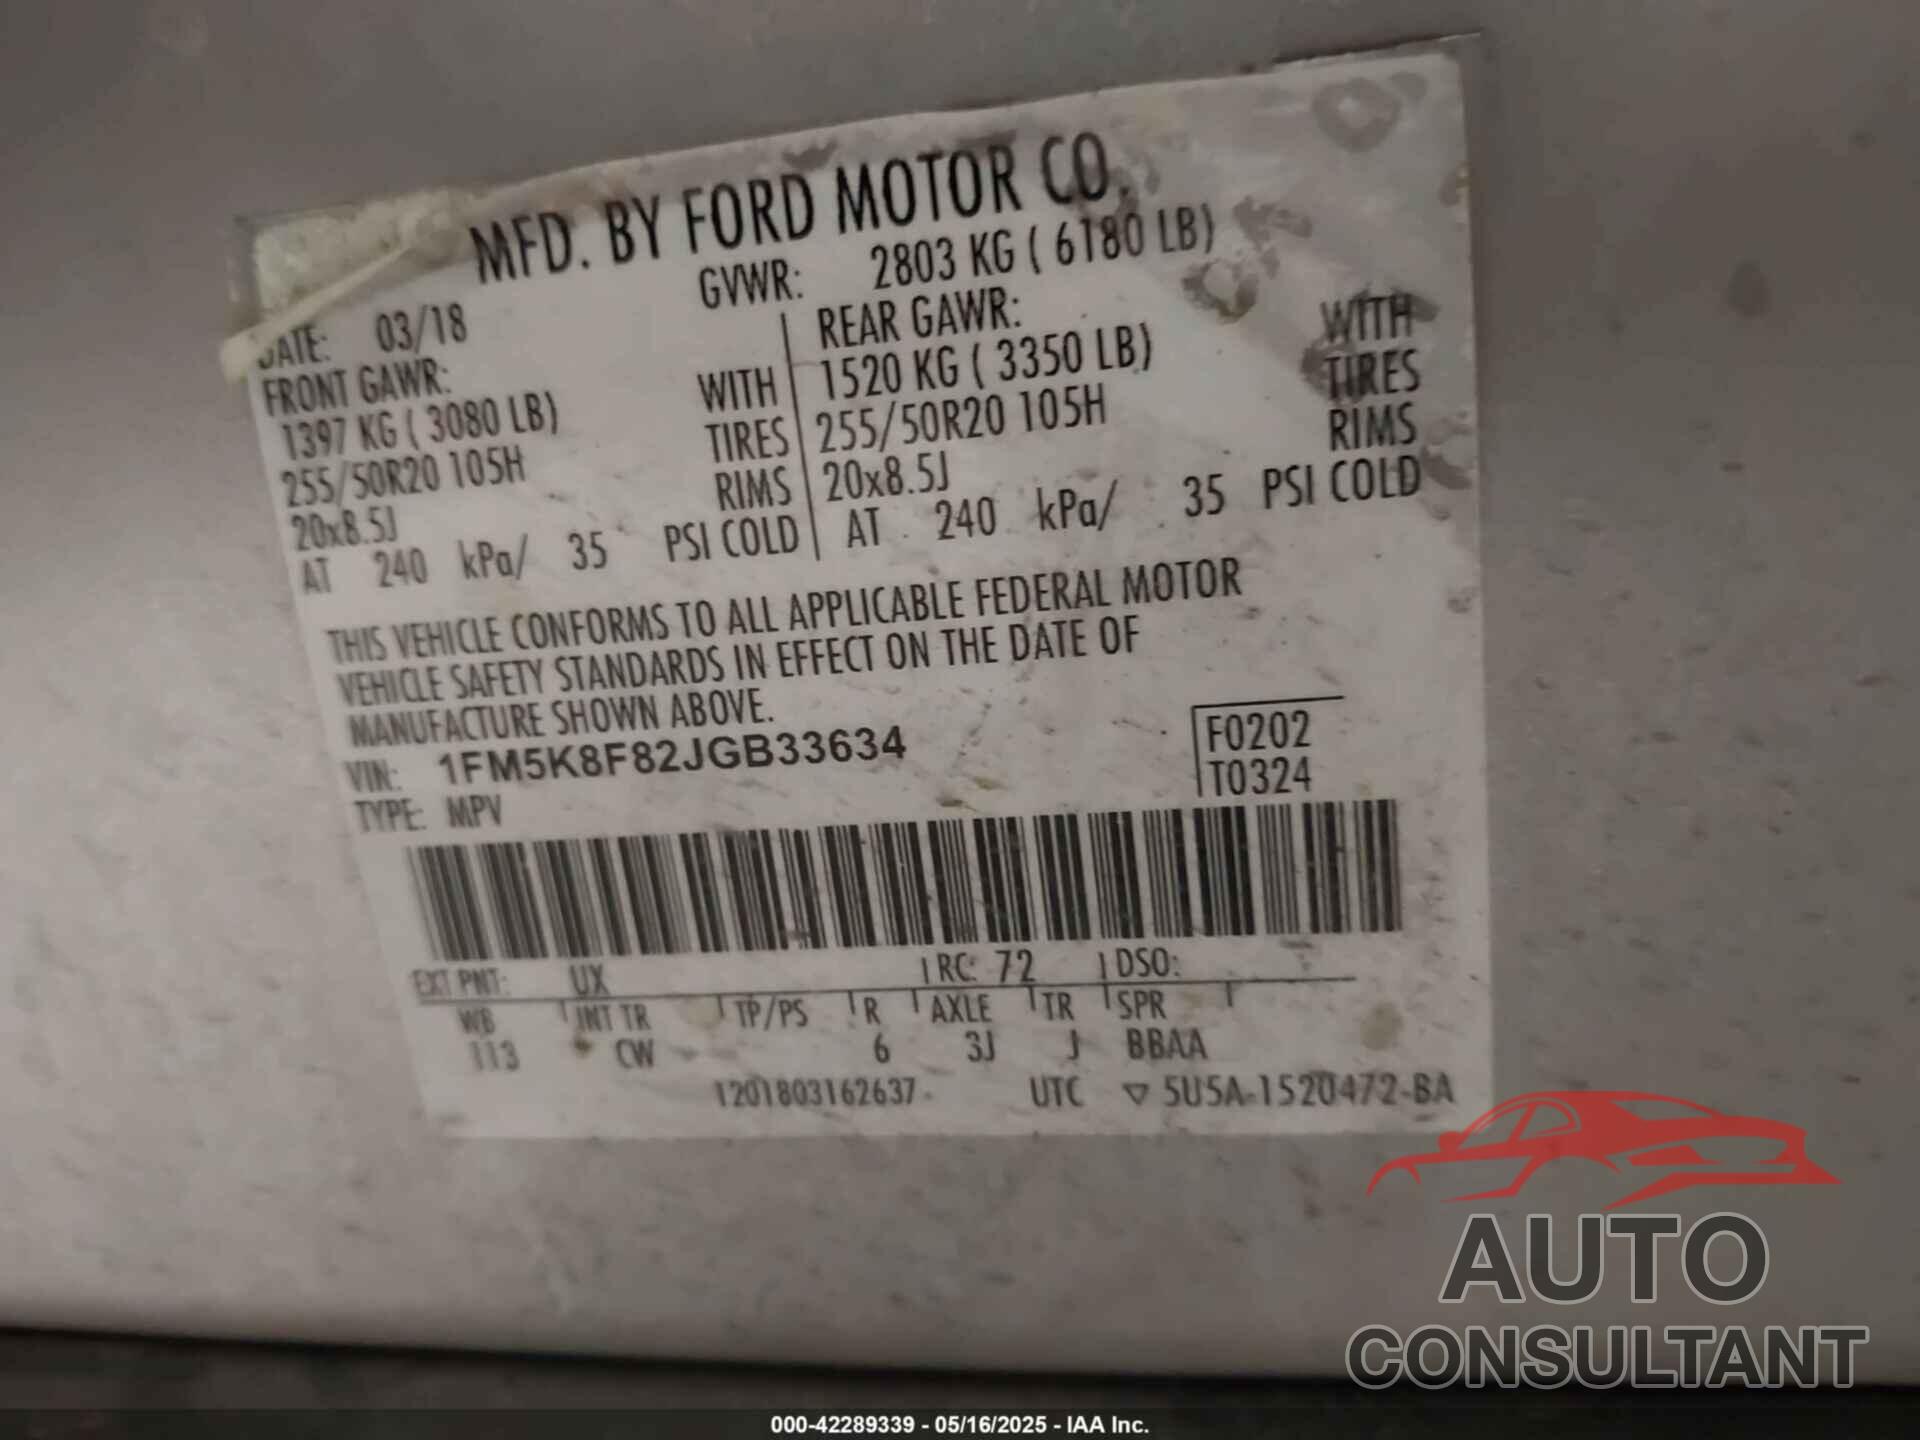 MFD. BY FORD MOTOR CO.
DATE: 03/18 GVWR: 2803 KG ( 6180 LB)
FRONT GAWR: REAR GAWR:
1397 KG ( 3080 LB) WITH 1520 KG ( 3350 LB) WITH
255/50R20 105H TIRES 255/50R20 105H TIRES
20x8.5J RIMS 20x8.5J RIMS
AT 240 kPa/ 35 PSI COLD AT 240 kPa/ 35 PSI COLD
THIS VEHICLE CONFORMS TO ALL APPLICABLE FEDERAL MOTOR
VEHICLE SAFETY STANDARDS IN EFFECT ON THE DATE OF
MANUFACTURE SHOWN ABOVE.
VIN: 1FM5K8F82JGB33634 F0202
TYPE: MPV T0324
EXT PNT: UX RC: 72 DSO:
WB INT TR TP/PS R AXLE TR SPR
113 CW 6 3J J BBAA
1201803162637 UTC ▽ 5U5A-1520472-BA
AUTO
CONSULTANT
000-42289339 - 05/16/2025 - IAA Inc.